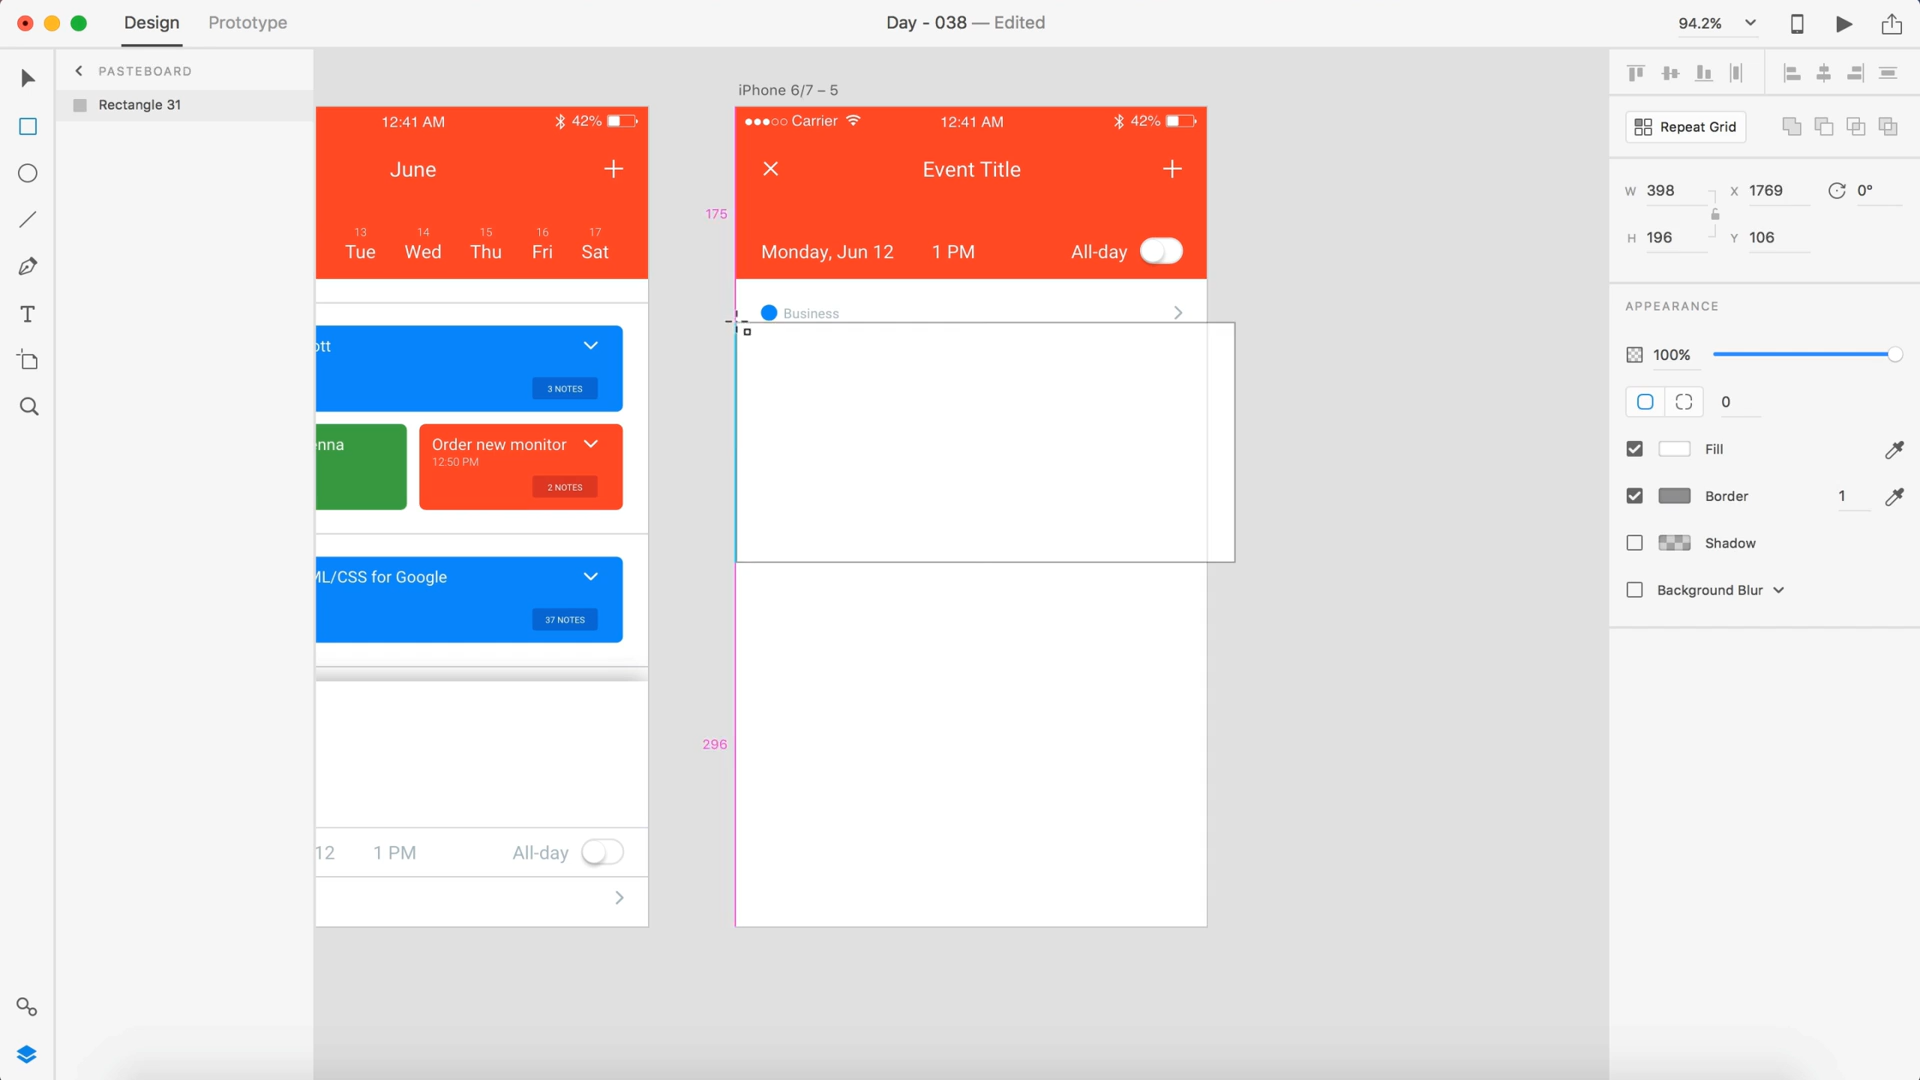 Design
Prototype
Day - 038 — Edited
94.2%
PASTEBOARD
Rectangle 31
12:41 AM
42%
June
13
Tue
14
Wed
15
Thu
16
Fri
17
Sat
ott
3 NOTES
enna
Order new monitor
12:50 PM
2 NOTES
ML/CSS for Google
37 NOTES
12
1 PM
All-day
iPhone 6/7 – 5
Carrier
12:41 AM
42%
Event Title
175
Monday, Jun 12
1 PM
All-day
Business
296
Repeat Grid
W 398
X 1769
0°
H 196
Y 106
APPEARANCE
100%
0
Fill
Border
1
Shadow
Background Blur